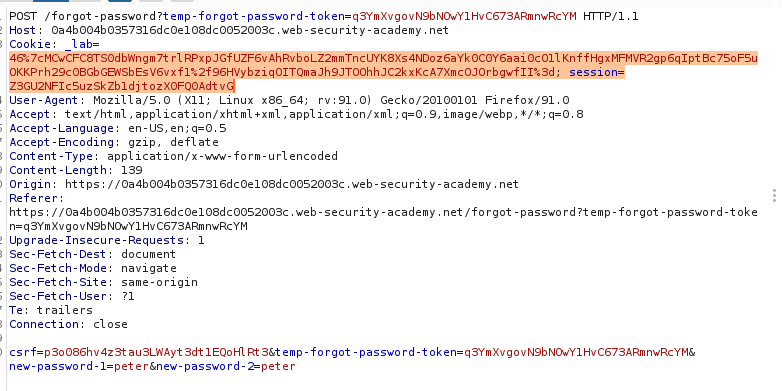 POST /forgot-password?temp-forgot-password-token=q3YmXvgovN9bNOwY1HvC673ARmnwRcYM HTTP/1.1
Host: 0a4b004b0357316dc0e108dc0052003c.web-security-academy.net
Cookie: _lab=
46%7cMCwCFC8TS0dbWngm7trlRPxpJGfUZF6vAhRvboLZ2mmTncUYK8Xs4NDoz6aYk0C0Y6aai0cO1lKnffHgxMFMVR2gp6qIptBc75oF5u
0KKPrh29c0BGbGEWSbEsV6vxf1%2f96HVybziqOITQmaJh9JT0OhhJC2kxKcA7XmcOJOrbgwfII%3d; session=
Z3GU2NFIc5uzSkZb1djtozXOFQ0AdtvG
User-Agent: Mozilla/5.0 (X11; Linux x86_64; rv:91.0) Gecko/20100101 Firefox/91.0
Accept: text/html,application/xhtml+xml,application/xml;q=0.9,image/webp,*/*;q=0.8
Accept-Language: en-US,en;q=0.5
Accept-Encoding: gzip, deflate
Content-Type: application/x-www-form-urlencoded
Content-Length: 139
Origin: https://0a4b004b0357316dc0e108dc0052003c.web-security-academy.net
Referer:
https://0a4b004b0357316dc0e108dc0052003c.web-security-academy.net/forgot-password?temp-forgot-password-toke
n=q3YmXvgovN9bNOwY1HvC673ARmnwRcYM
Upgrade-Insecure-Requests: 1
Sec-Fetch-Dest: document
Sec-Fetch-Mode: navigate
Sec-Fetch-Site: same-origin
Sec-Fetch-User: ?1
Te: trailers
Connection: close
csrf=p3o086hv4z3tau3LWAyt3dt1EQoHlRt3&temp-forgot-password-token=q3YmXvgovN9bNOwY1HvC673ARmnwRcYM&
new-password-1=peter&new-password-2=peter